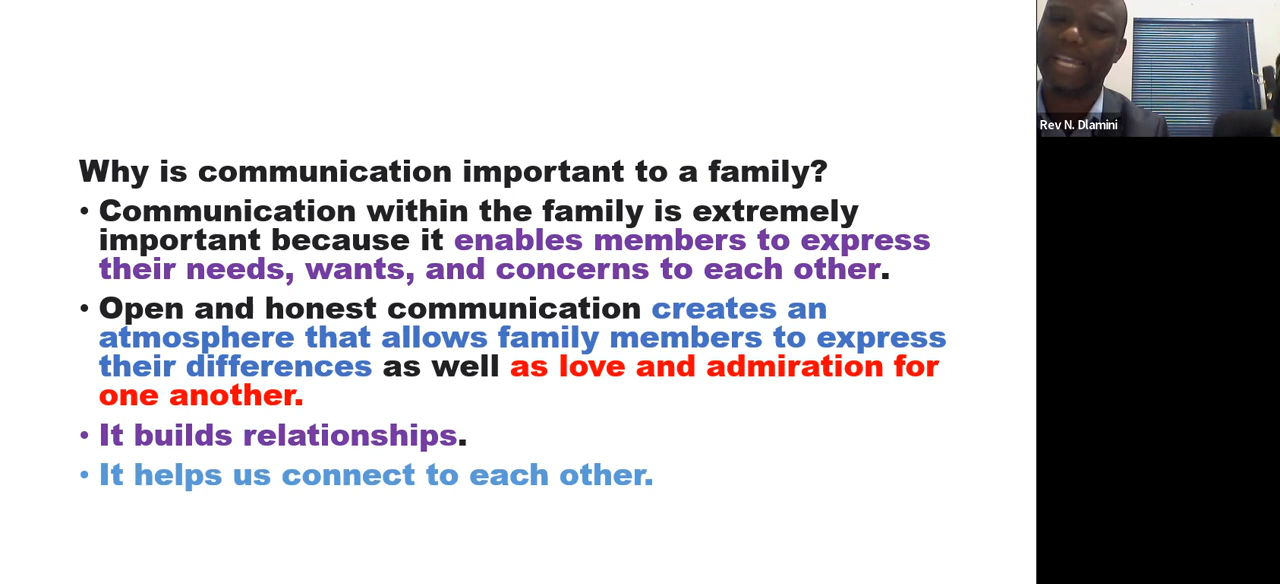 Why is communication important to a family?
• Communication within the family is extremely
important because it enables members to express
their needs, wants, and concerns to each other.
• Open and honest communication creates an
atmosphere that allows family members to express
their differences as well as love and admiration for
one another.
• It builds relationships.
• It helps us connect to each other.
Rev N. Dlamini